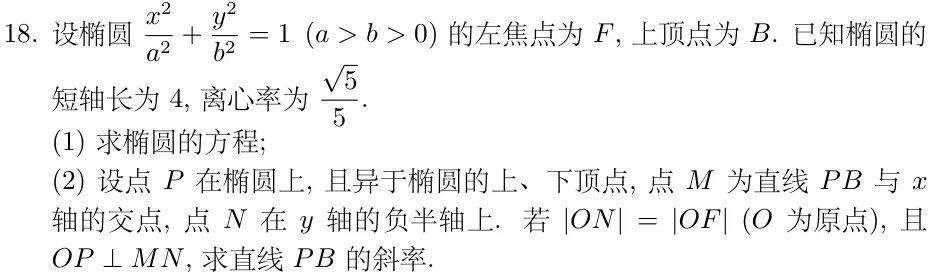 18. 设椭圆 $\frac{x^2}{a^2} + \frac{y^2}{b^2} = 1$ $(a > b > 0)$ 的左焦点为 $F$, 上顶点为 $B$. 已知椭圆的
短轴长为 4, 离心率为 $\frac{\sqrt{5}}{5}$.
(1) 求椭圆的方程;
(2) 设点 $P$ 在椭圆上, 且异于椭圆的上、下顶点, 点 $M$ 为直线 $PB$ 与 $x$
轴的交点, 点 $N$ 在 $y$ 轴的负半轴上. 若 $|ON| = |OF|$ ($O$ 为原点), 且
$OP \perp MN$, 求直线 $PB$ 的斜率.